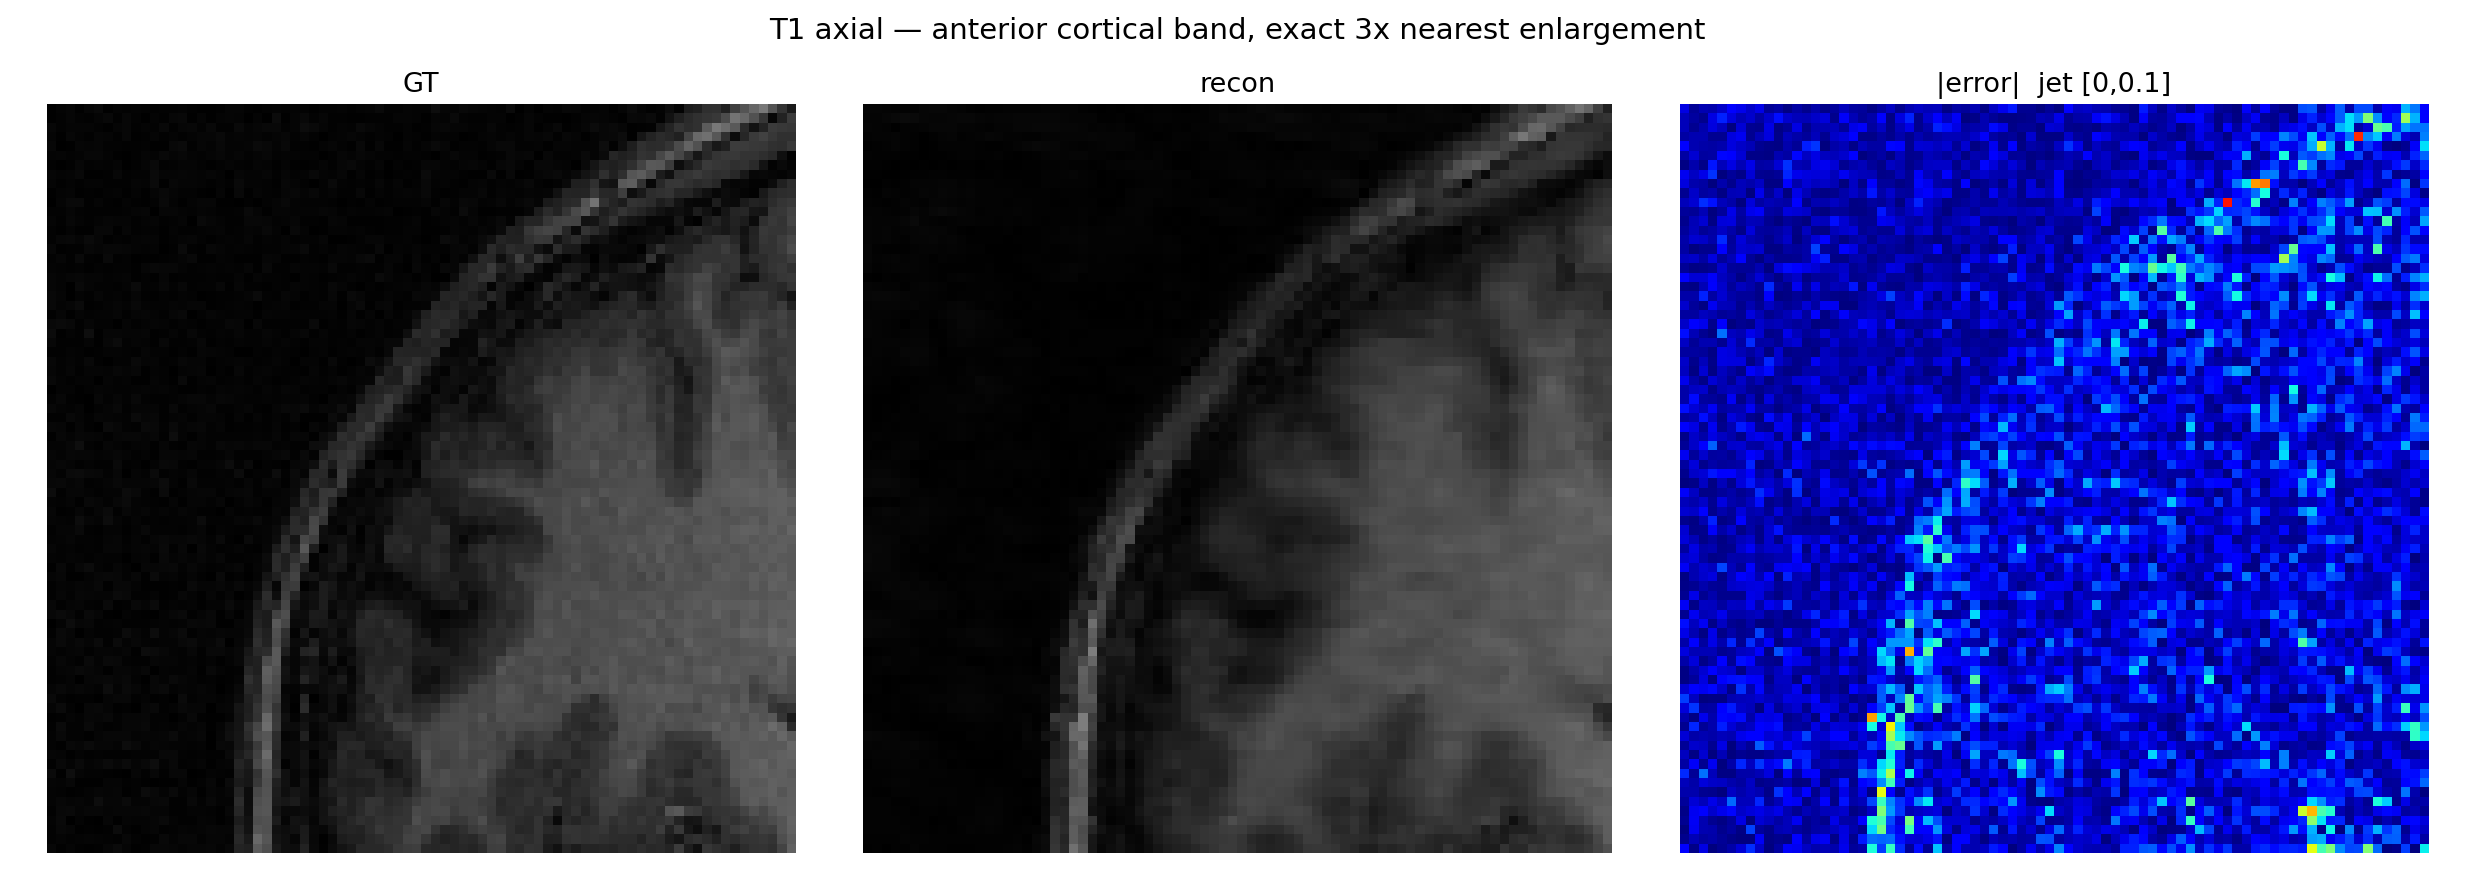 T1 axial — anterior cortical band, exact 3x nearest enlargement
GT
recon
|error|  jet [0,0.1]